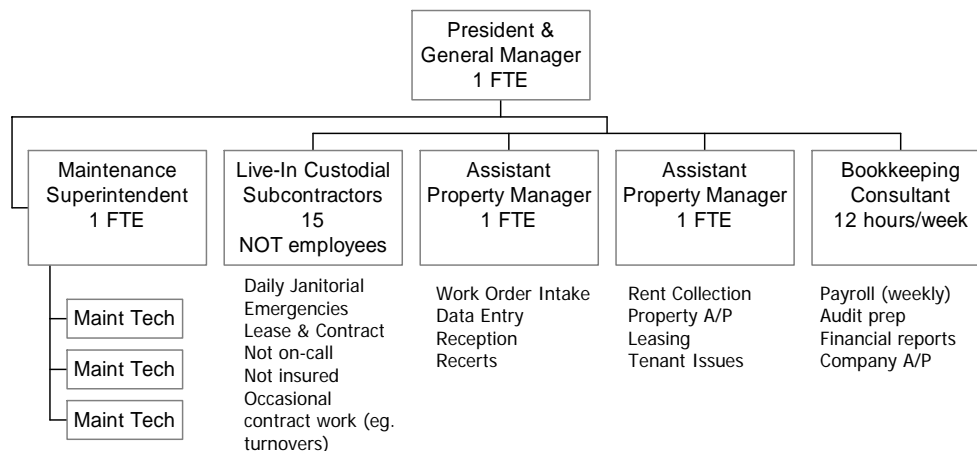 President &
General Manager
1 FTE
Maintenance
Superintendent
1 FTE
Maint Tech
Maint Tech
Maint Tech
Live-In Custodial
Subcontractors
15
NOT employees
Daily Janitorial
Emergencies
Lease & Contract
Not on-call
Not insured
Occasional
contract work (eg.
turnovers)
Assistant
Property Manager
1 FTE
Work Order Intake
Data Entry
Reception
Recerts
Assistant
Property Manager
1 FTE
Rent Collection
Property A/P
Leasing
Tenant Issues
Bookkeeping
Consultant
12 hours/week
Payroll (weekly)
Audit prep
Financial reports
Company A/P